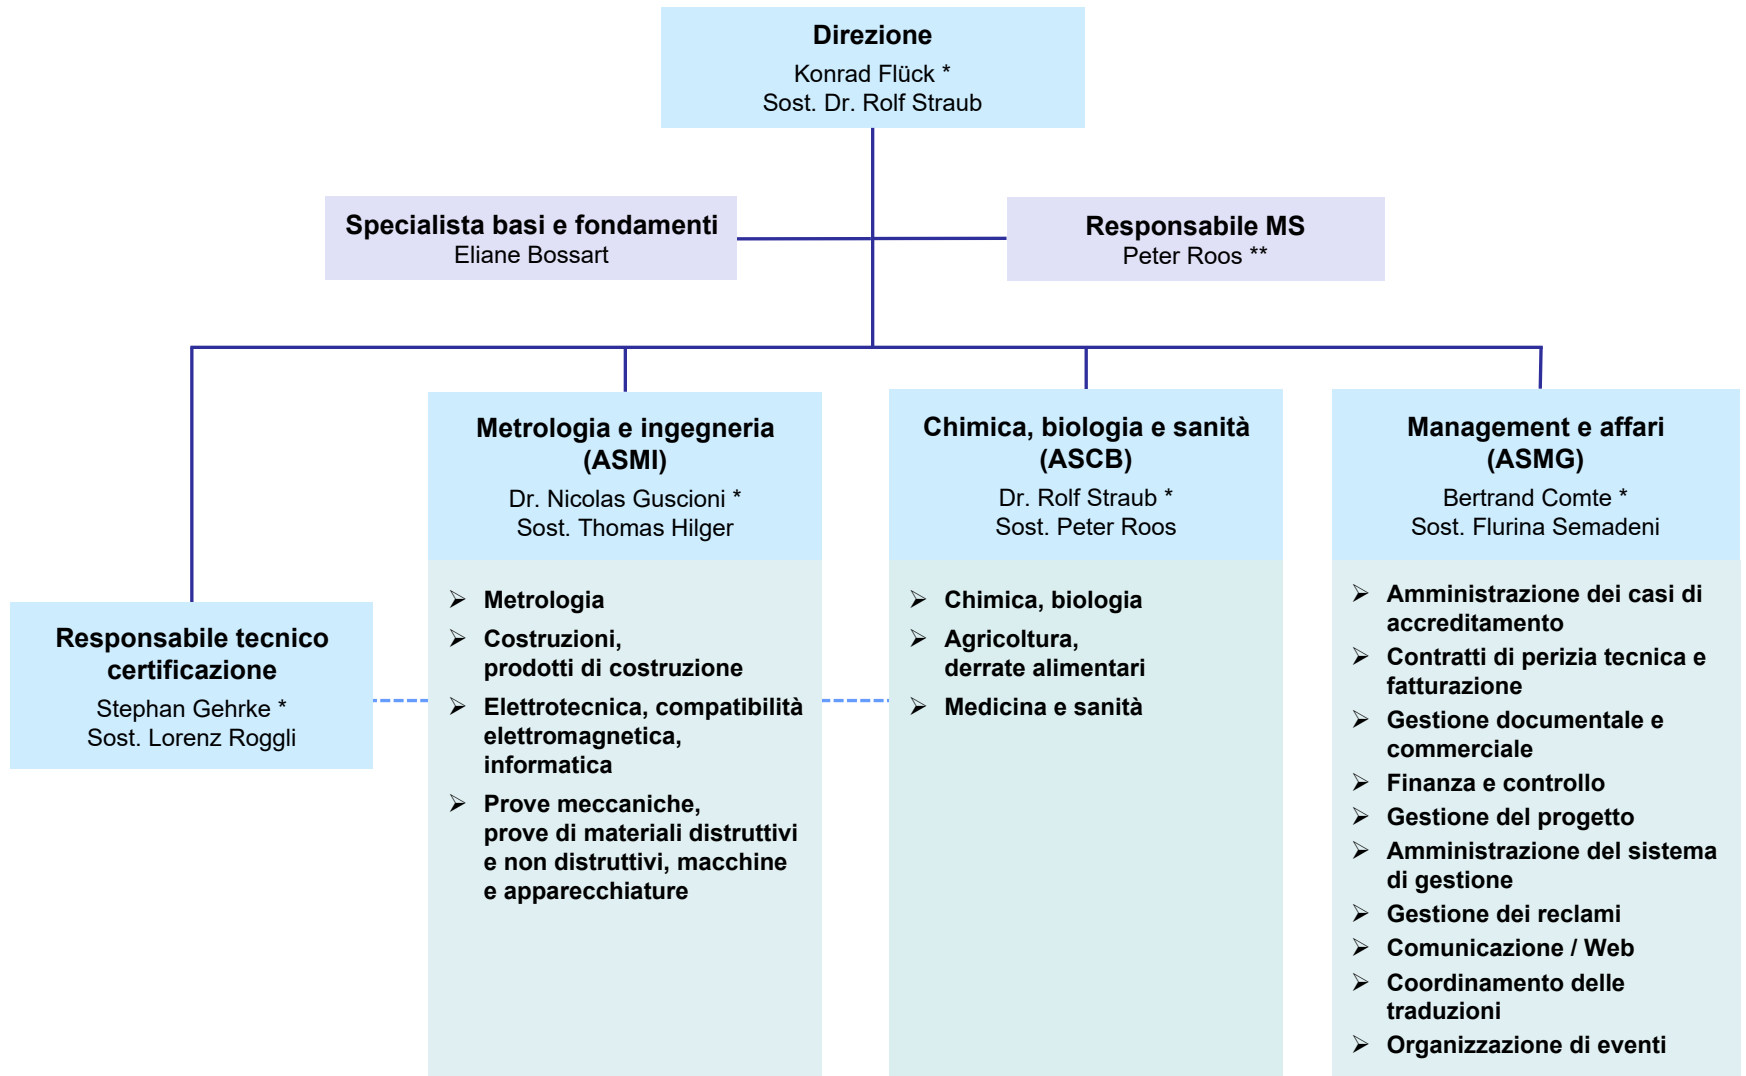 Direzione
Konrad Flück *
Sost. Dr. Rolf Straub
Specialista basi e fondamenti
Eliane Bossart
Responsabile MS
Peter Roos **
Responsabile tecnico
certificazione
Stephan Gehrke *
Sost. Lorenz Roggli
Metrologia e ingegneria
(ASMI)
Dr. Nicolas Guscioni *
Sost. Thomas Hilger
➢ Metrologia
➢ Costruzioni,
prodotti di costruzione
➢ Elettrotecnica, compatibilità
elettromagnetica,
informatica
➢ Prove meccaniche,
prove di materiali distruttivi
e non distruttivi, macchine
e apparecchiature
Chimica, biologia e sanità
(ASCB)
Dr. Rolf Straub *
Sost. Peter Roos
➢ Chimica, biologia
➢ Agricoltura,
derrate alimentari
➢ Medicina e sanità
Management e affari
(ASMG)
Bertrand Comte *
Sost. Flurina Semadeni
➢ Amministrazione dei casi di
accreditamento
➢ Contratti di perizia tecnica e
fatturazione
➢ Gestione documentale e
commerciale
➢ Finanza e controllo
➢ Gestione del progetto
➢ Amministrazione del sistema
di gestione
➢ Gestione dei reclami
➢ Comunicazione / Web
➢ Coordinamento delle
traduzioni
➢ Organizzazione di eventi